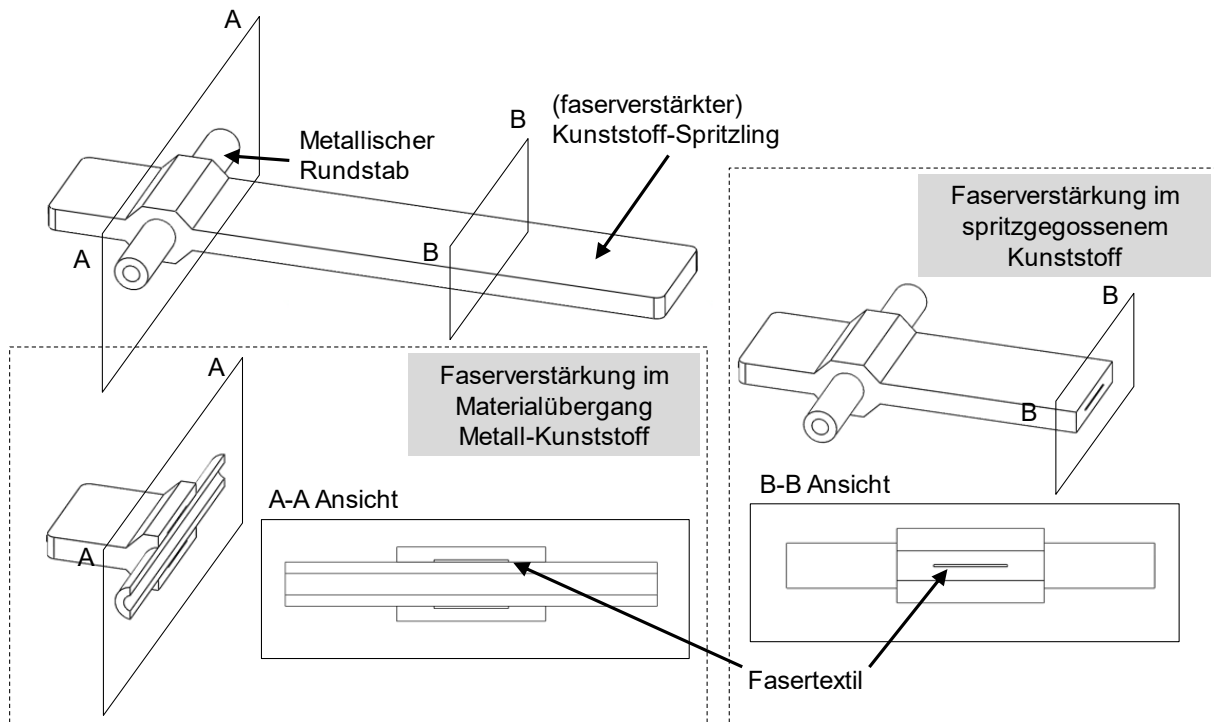 A
Metallischer
Rundstab
B
(faserverstärkter)
Kunststoff-Spritzling
A
B
Faserverstärkung im
spritzgegossenem
Kunststoff
B
B
A
Faserverstärkung im
Materialübergang
Metall-Kunststoff
A
A-A Ansicht
B-B Ansicht
Fasertextil